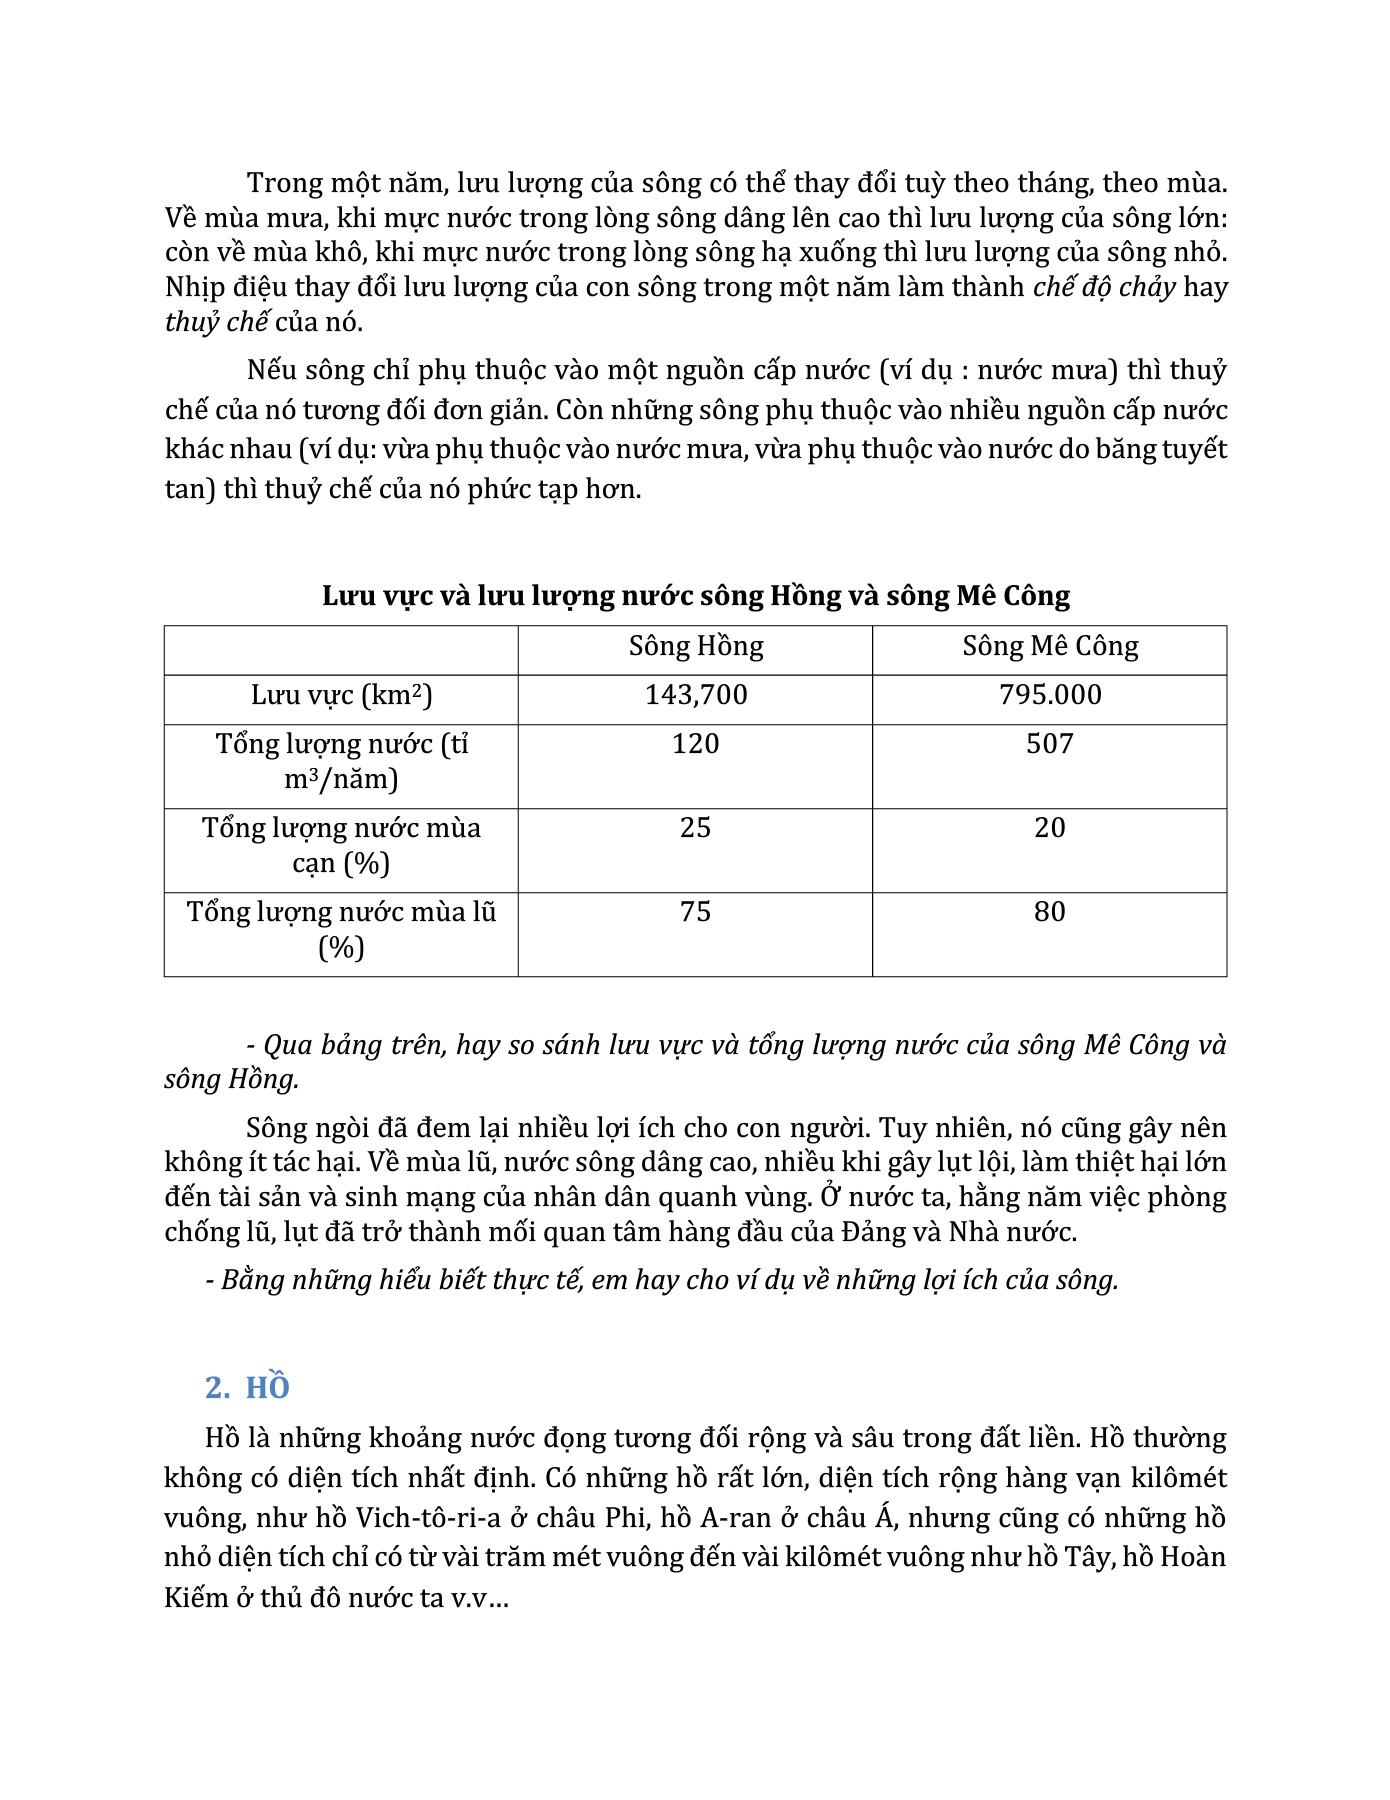 Trong một năm, lưu lượng của sông có thể thay đổi tuỳ theo tháng, theo mùa.
Về mùa mưa, khi mực nước trong lòng sông dâng lên cao thì lưu lượng của sông lớn:
còn về mùa khô, khi mực nước trong lòng sông hạ xuống thì lưu lượng của sông nhỏ.
Nhịp điệu thay đổi lưu lượng của con sông trong một năm làm thành chế độ chảy hay
thuỷ chế của nó.
Nếu sông chỉ phụ thuộc vào một nguồn cấp nước (ví dụ : nước mưa) thì thuỷ
chế của nó tương đối đơn giản. Còn những sông phụ thuộc vào nhiều nguồn cấp nước
khác nhau (ví dụ: vừa phụ thuộc vào nước mưa, vừa phụ thuộc vào nước do băng tuyết
tan) thì thuỷ chế của nó phức tạp hơn.
Lưu vực và lưu lượng nước sông Hồng và sông Mê Công
Sông Hồng Sông Mê Công
Lưu vực (km²) 143,700 795.000
Tổng lượng nước (tỉ 120 507
m³/năm)
Tổng lượng nước mùa 25 20
cạn (%)
Tổng lượng nước mùa lũ 75 80
(%)
- Qua bảng trên, hay so sánh lưu vực và tổng lượng nước của sông Mê Công và
sông Hồng.
Sông ngòi đã đem lại nhiều lợi ích cho con người. Tuy nhiên, nó cũng gây nên
không ít tác hại. Về mùa lũ, nước sông dâng cao, nhiều khi gây lụt lội, làm thiệt hại lớn
đến tài sản và sinh mạng của nhân dân quanh vùng. Ở nước ta, hằng năm việc phòng
chống lũ, lụt đã trở thành mối quan tâm hàng đầu của Đảng và Nhà nước.
- Bằng những hiểu biết thực tế, em hay cho ví dụ về những lợi ích của sông.
2. HỒ
Hồ là những khoảng nước đọng tương đối rộng và sâu trong đất liền. Hồ thường
không có diện tích nhất định. Có những hồ rất lớn, diện tích rộng hàng vạn kilômét
vuông, như hồ Vich-tô-ri-a ở châu Phi, hồ A-ran ở châu Á, nhưng cũng có những hồ
nhỏ diện tích chỉ có từ vài trăm mét vuông đến vài kilômét vuông như hồ Tây, hồ Hoàn
Kiếm ở thủ đô nước ta v.v…